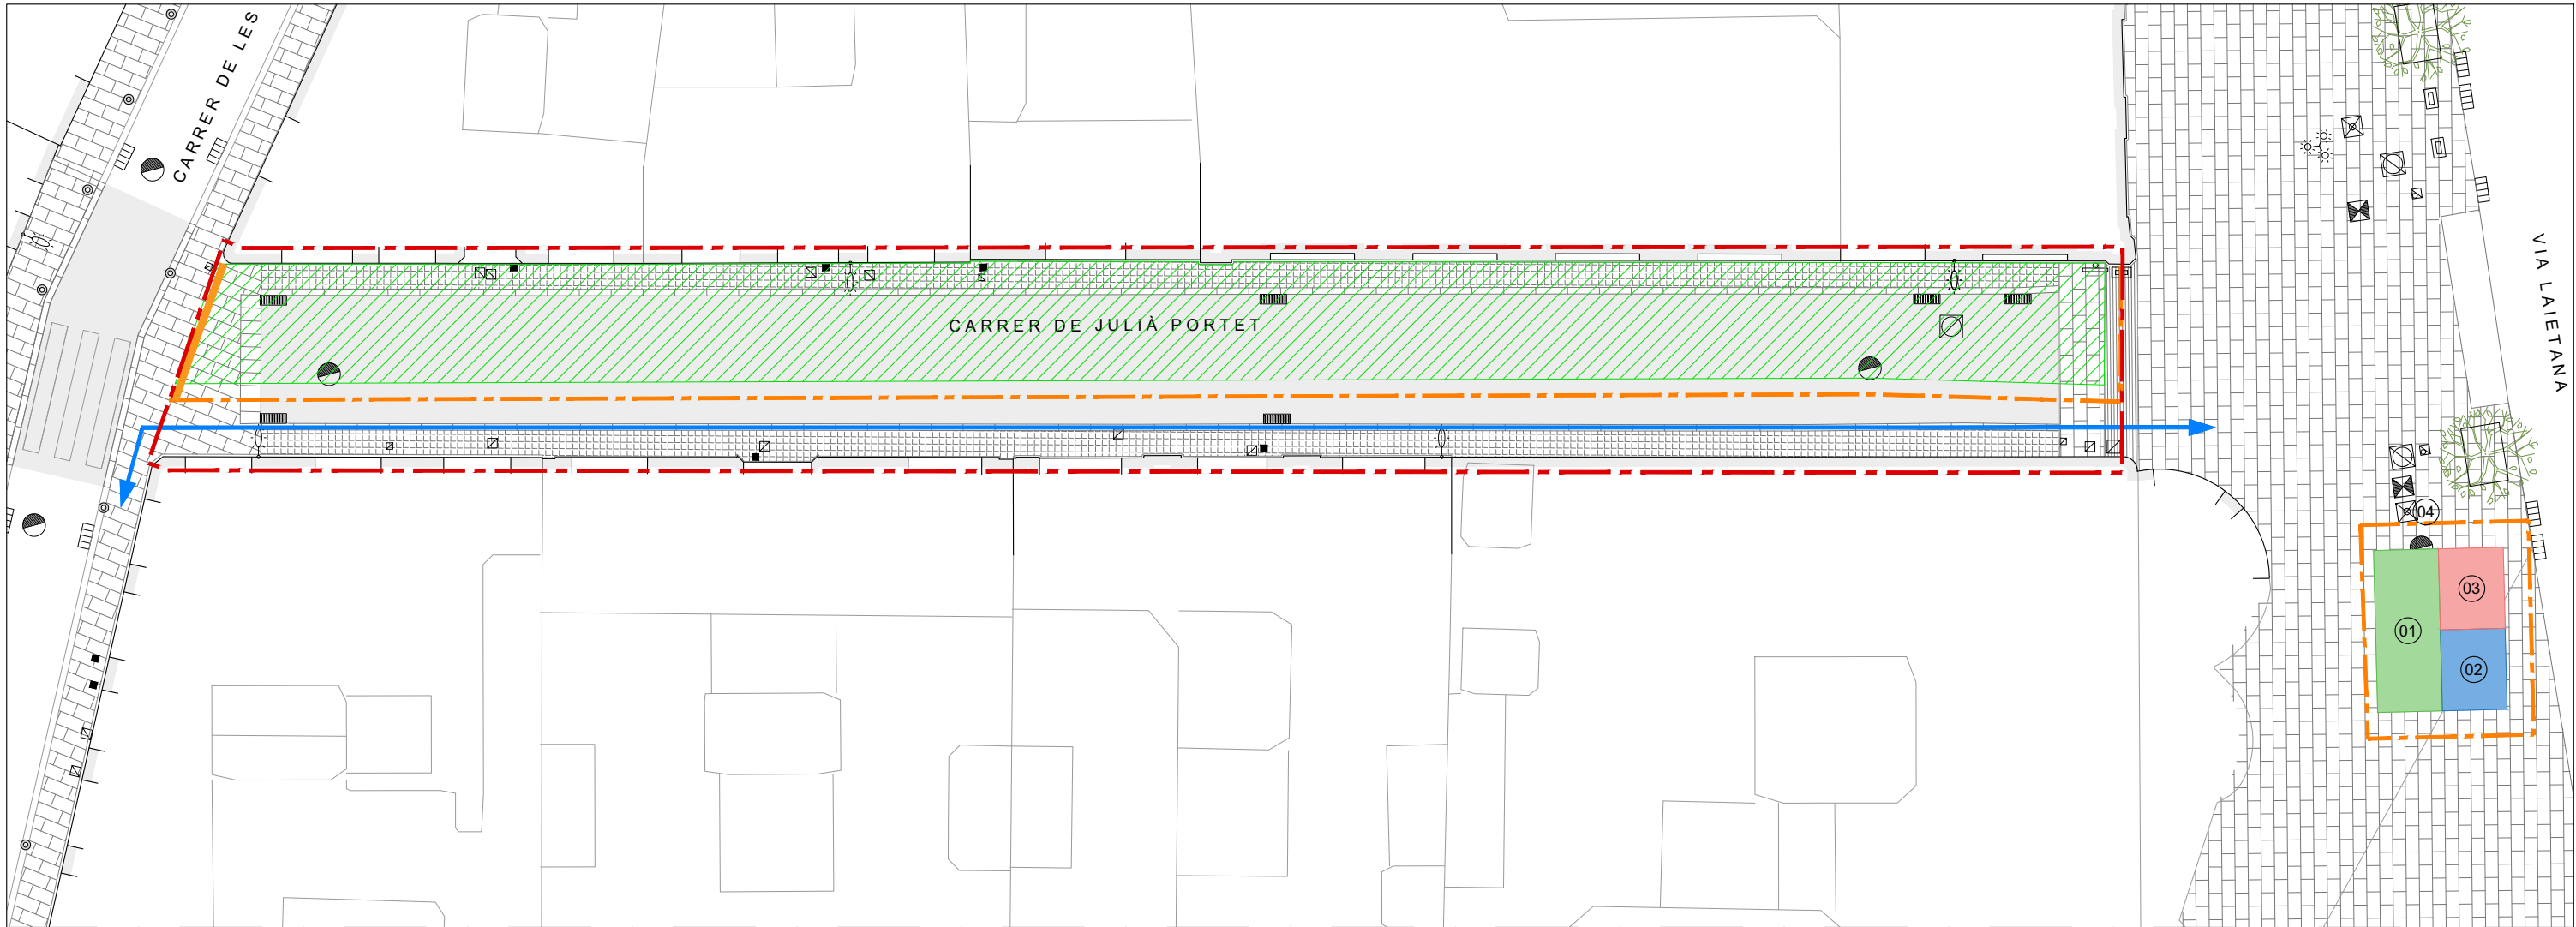 CARRER DE LES
CARRER DE JULIÀ PORTET
VIA LAIETANA
04
03
01
02